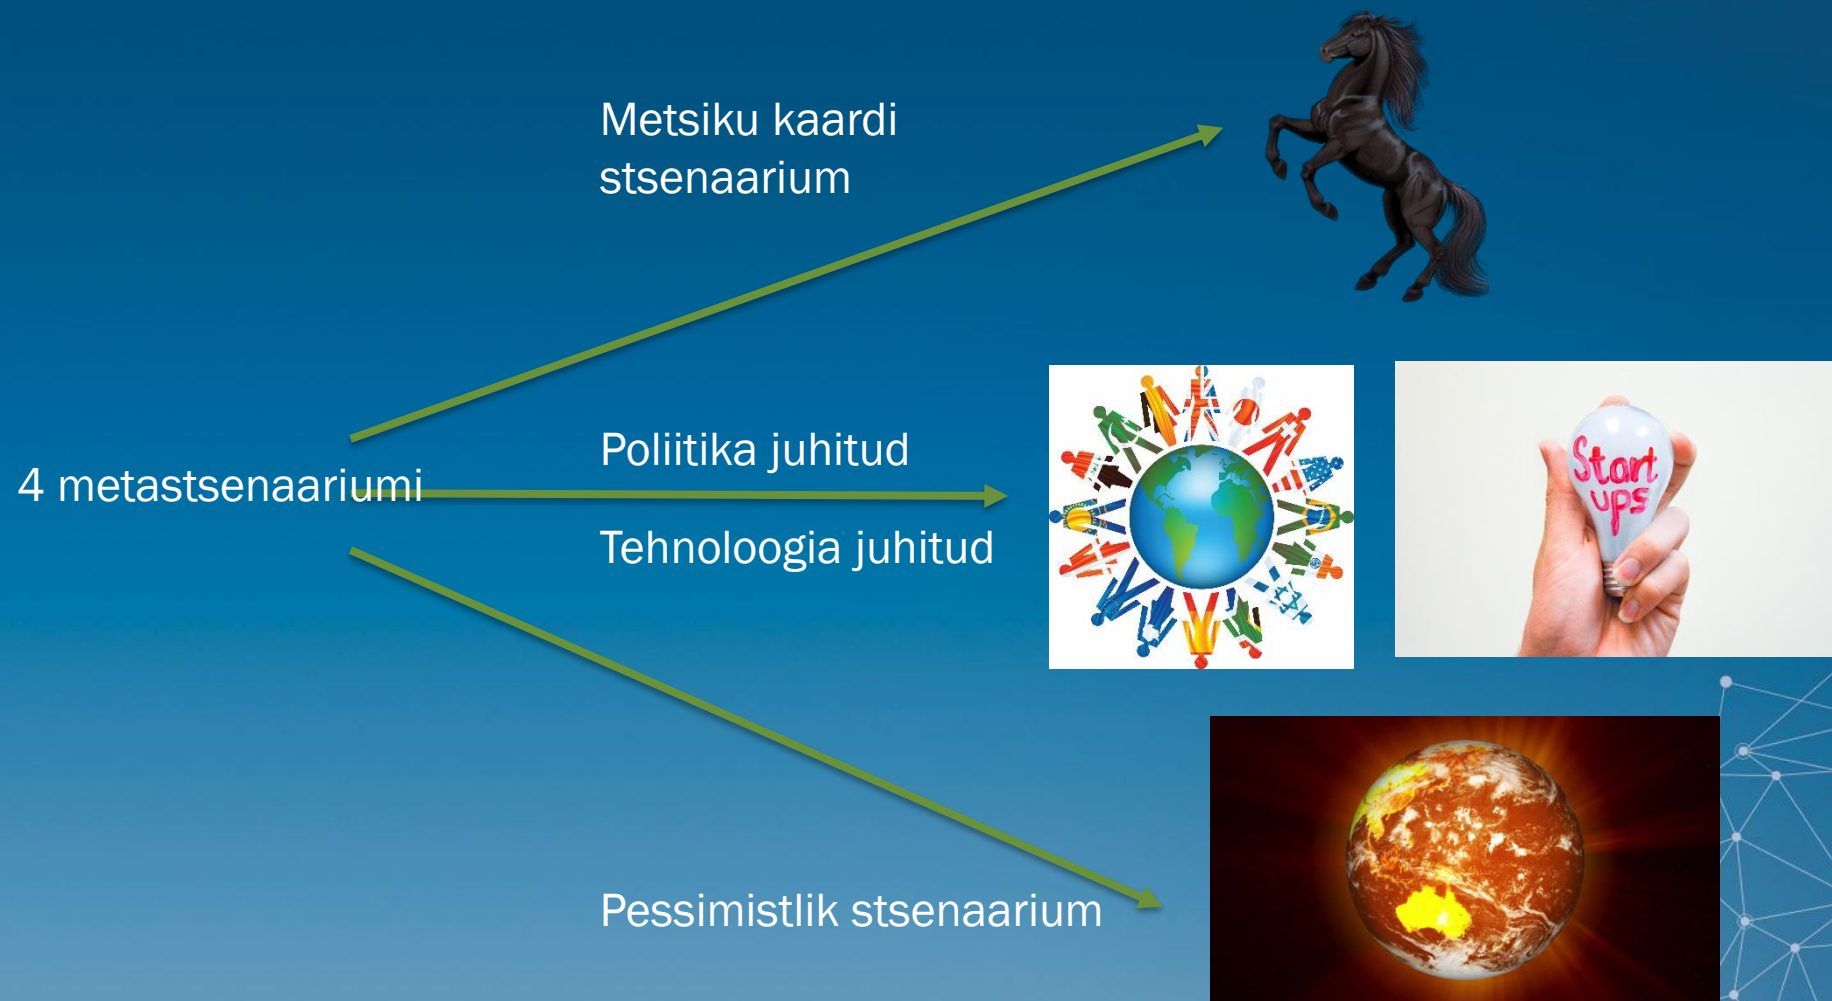 Metsiku kaardi
stsenaarium
4 metastsenaariumi
Poliitika juhitud
Tehnoloogia juhitud
Start
ups
Pessimistlik stsenaarium